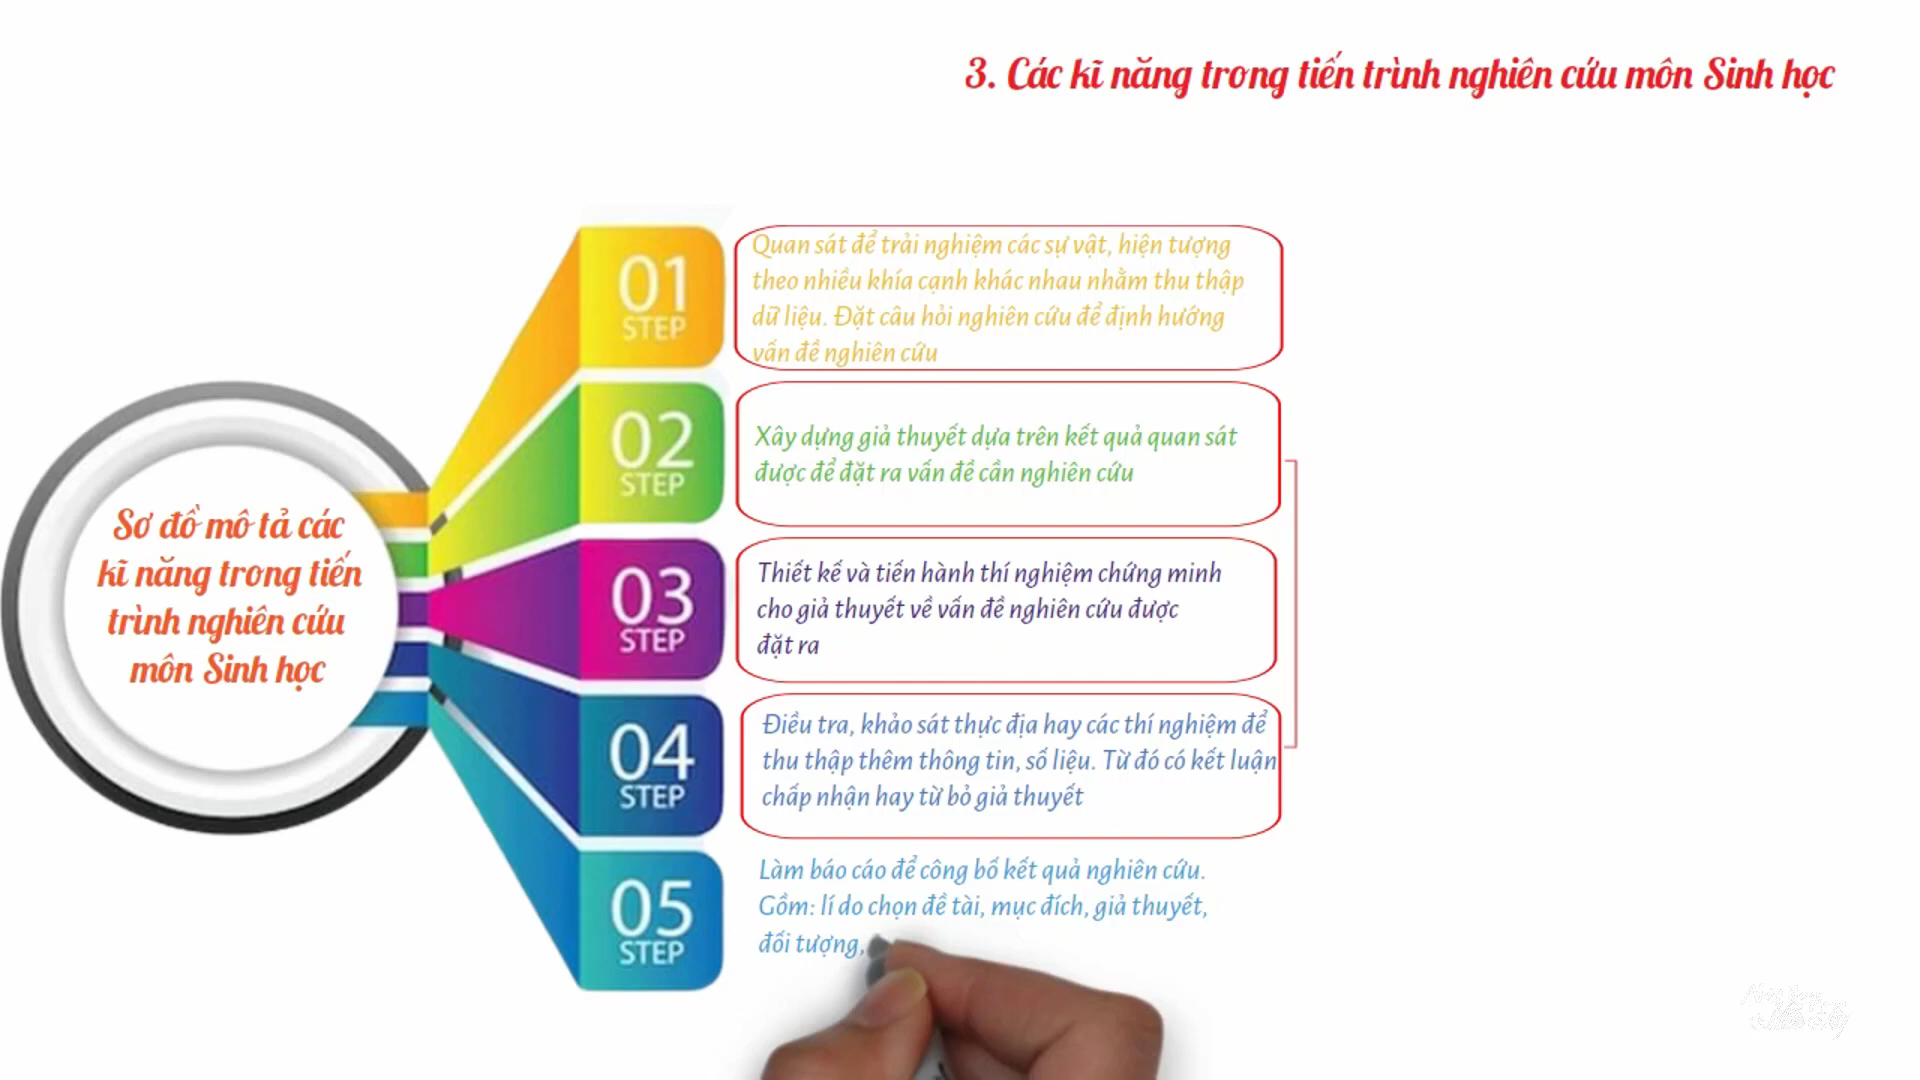 3. Các kĩ năng trong tiến trình nghiên cứu môn Sinh học
Sơ đồ mô tả các
kĩ năng trong tiến
trình nghiên cứu
môn Sinh học
01
STEP
Quan sát để trải nghiệm các sự vật, hiện tượng
theo nhiều khía cạnh khác nhau nhằm thu thập
dữ liệu. Đặt câu hỏi nghiên cứu để định hướng
vấn đề nghiên cứu
02
STEP
Xây dựng giả thuyết dựa trên kết quả quan sát
được để đặt ra vấn đề cần nghiên cứu
03
STEP
Thiết kế và tiến hành thí nghiệm chứng minh
cho giả thuyết về vấn đề nghiên cứu được
đặt ra
04
STEP
Điều tra, khảo sát thực địa hay các thí nghiệm để
thu thập thêm thông tin, số liệu. Từ đó có kết luận
chấp nhận hay từ bỏ giả thuyết
05
STEP
Làm báo cáo để công bố kết quả nghiên cứu.
Gồm: lí do chọn đề tài, mục đích, giả thuyết,
đối tượng,